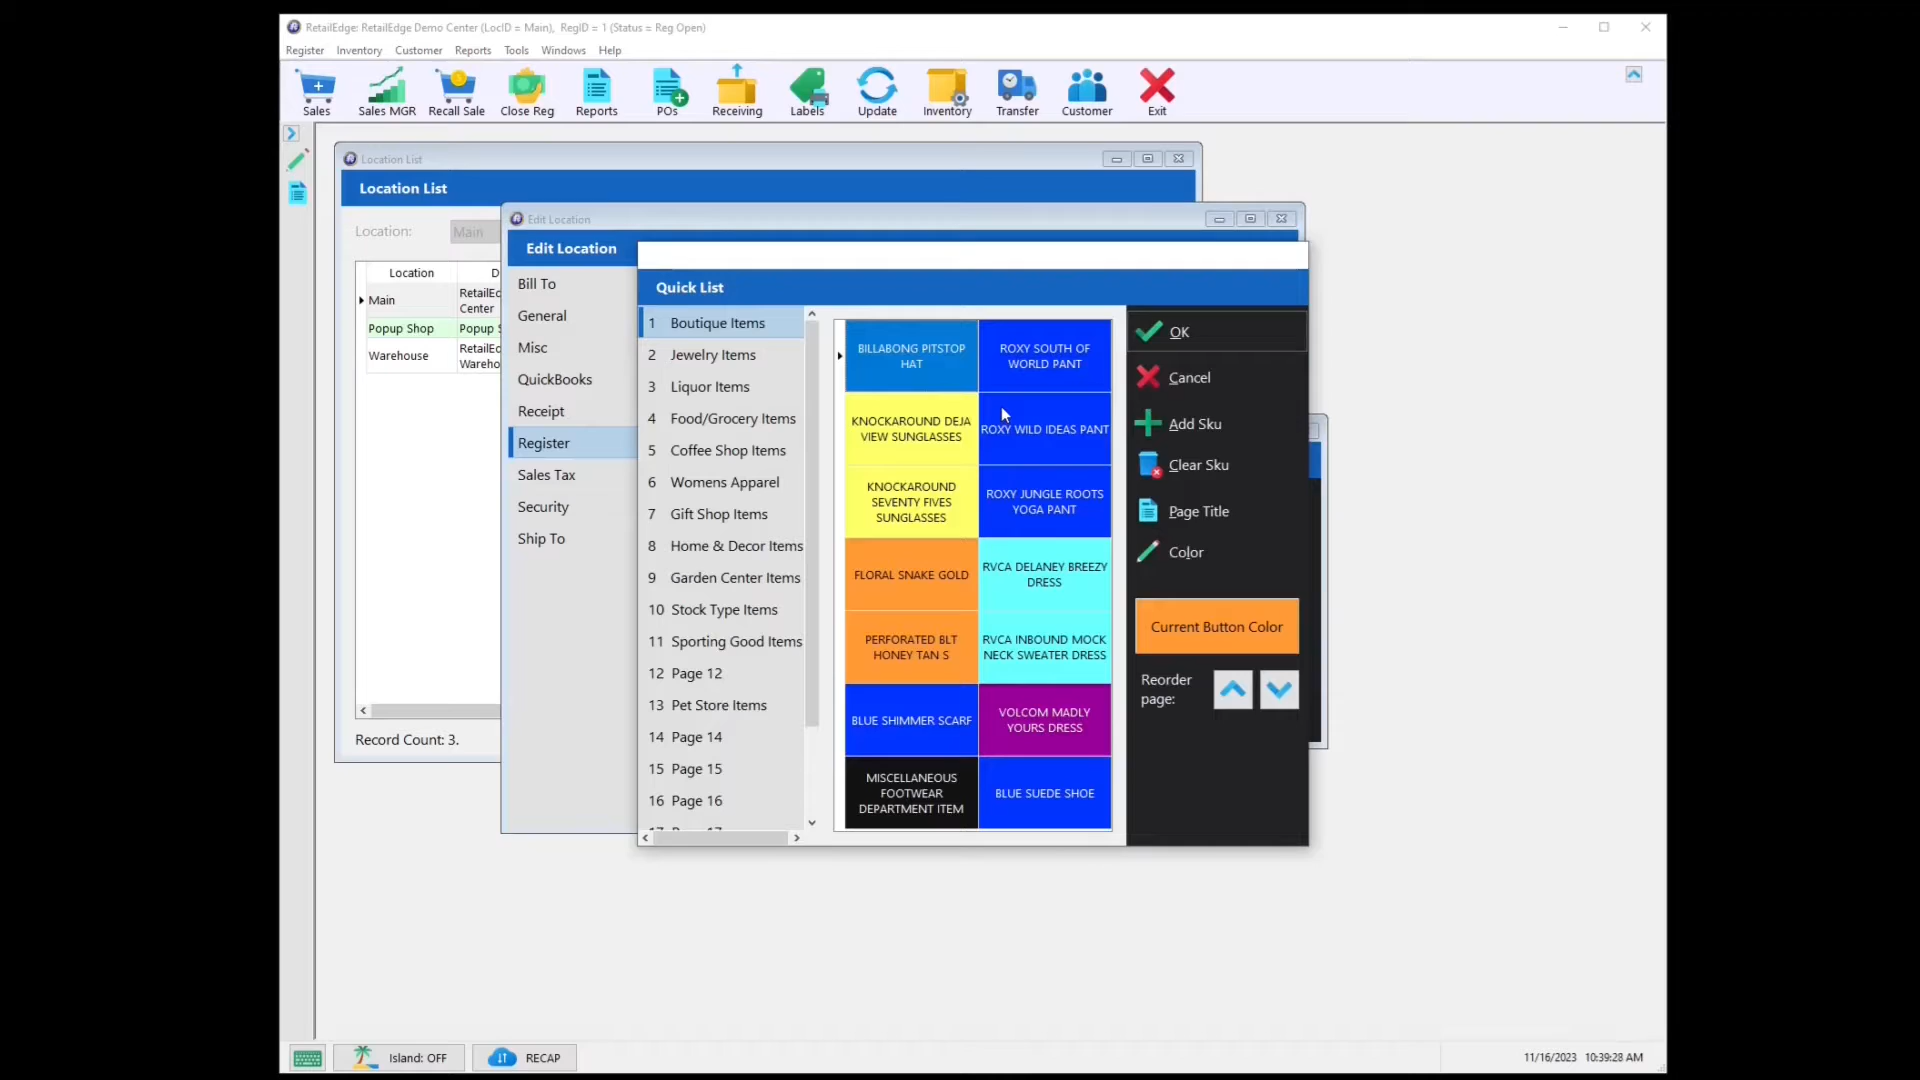 RetailEdge: RetailEdge Demo Center (LocID = Main),  RegID = 1 (Status = Reg Open)
Register Inventory Customer Reports Tools Windows Help
Sales Sales MGR Recall Sale Close Reg Reports POs Receiving Labels Update Inventory Transfer Customer Exit
Location List
Location List
Location: Main
Location
Main RetailEd
Center
Popup Shop Popup S
Warehouse RetailEd
Wareho
Record Count: 3.
Edit Location
Edit Location
Bill To
General
Misc
QuickBooks
Receipt
Register
Sales Tax
Security
Ship To
Quick List
1 Boutique Items
2 Jewelry Items
3 Liquor Items
4 Food/Grocery Items
5 Coffee Shop Items
6 Womens Apparel
7 Gift Shop Items
8 Home & Decor Items
9 Garden Center Items
10 Stock Type Items
11 Sporting Good Items
12 Page 12
13 Pet Store Items
14 Page 14
15 Page 15
16 Page 16
BILLABONG PITSTOP
HAT
ROXY SOUTH OF
WORLD PANT
KNOCKAROUND DEJA
VIEW SUNGLASSES
ROXY WILD IDEAS PANT
KNOCKAROUND
SEVENTY FIVES
SUNGLASSES
ROXY JUNGLE ROOTS
YOGA PANT
FLORAL SNAKE GOLD
RVCA DELANEY BREEZY
DRESS
PERFORATED BLT
HONEY TAN S
RVCA INBOUND MOCK
NECK SWEATER DRESS
BLUE SHIMMER SCARF
VOLCOM MADLY
YOURS DRESS
MISCELLANEOUS
FOOTWEAR
DEPARTMENT ITEM
BLUE SUEDE SHOE
OK
Cancel
Add Sku
Clear Sku
Page Title
Color
Current Button Color
Reorder
page:
Island: OFF
RECAP
11/16/2023 10:39:28 AM